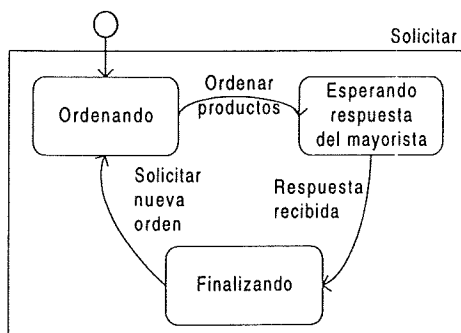 Solicitar
Ordenando
Ordenar
productos
Esperando
respuesta
del mayorista
Solicitar
nueva
orden
Respuesta
recibida
Finalizando